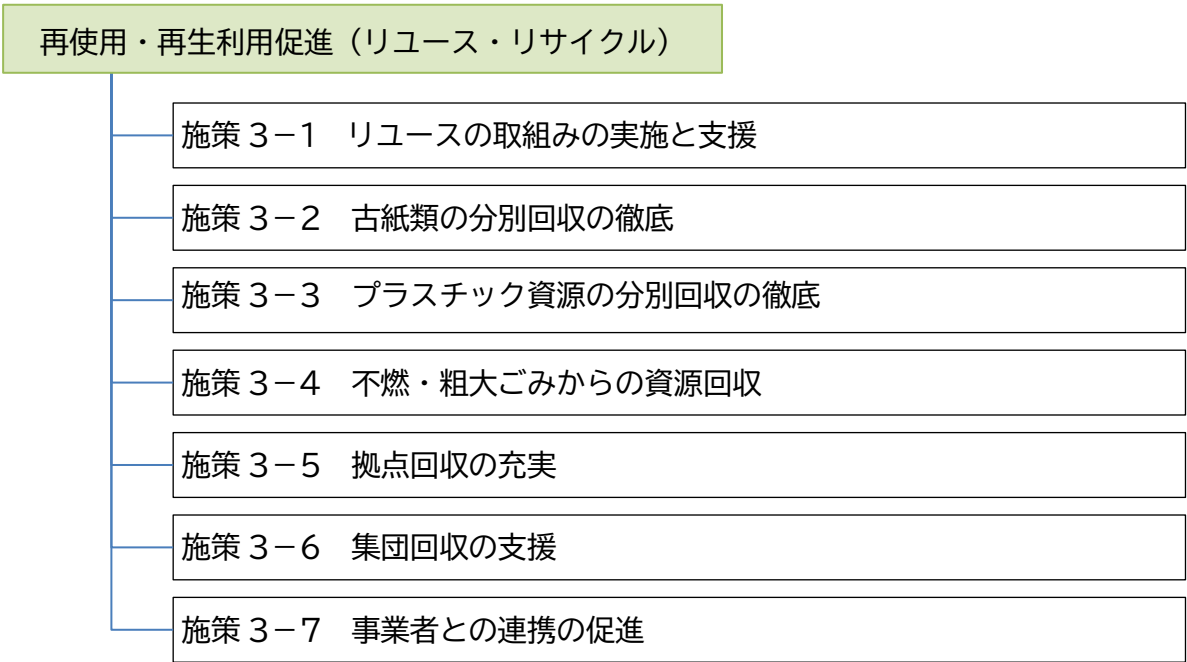 再使用・再生利用促進（リユース・リサイクル）
施策３－１　リユースの取組みの実施と支援
施策３－２　古紙類の分別回収の徹底
施策３－３　プラスチック資源の分別回収の徹底
施策３－４　不燃・粗大ごみからの資源回収
施策３－５　拠点回収の充実
施策３－６　集団回収の支援
施策３－７　事業者との連携の促進